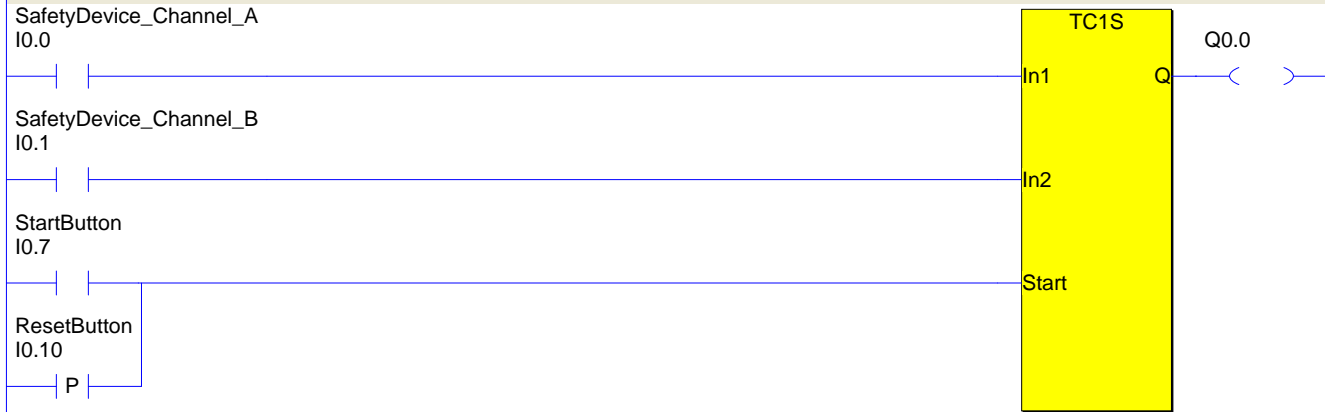 SafetyDevice_Channel_A
I0.0
TC1S
Q0.0
In1
Q
SafetyDevice_Channel_B
I0.1
In2
StartButton
I0.7
Start
ResetButton
I0.10
P